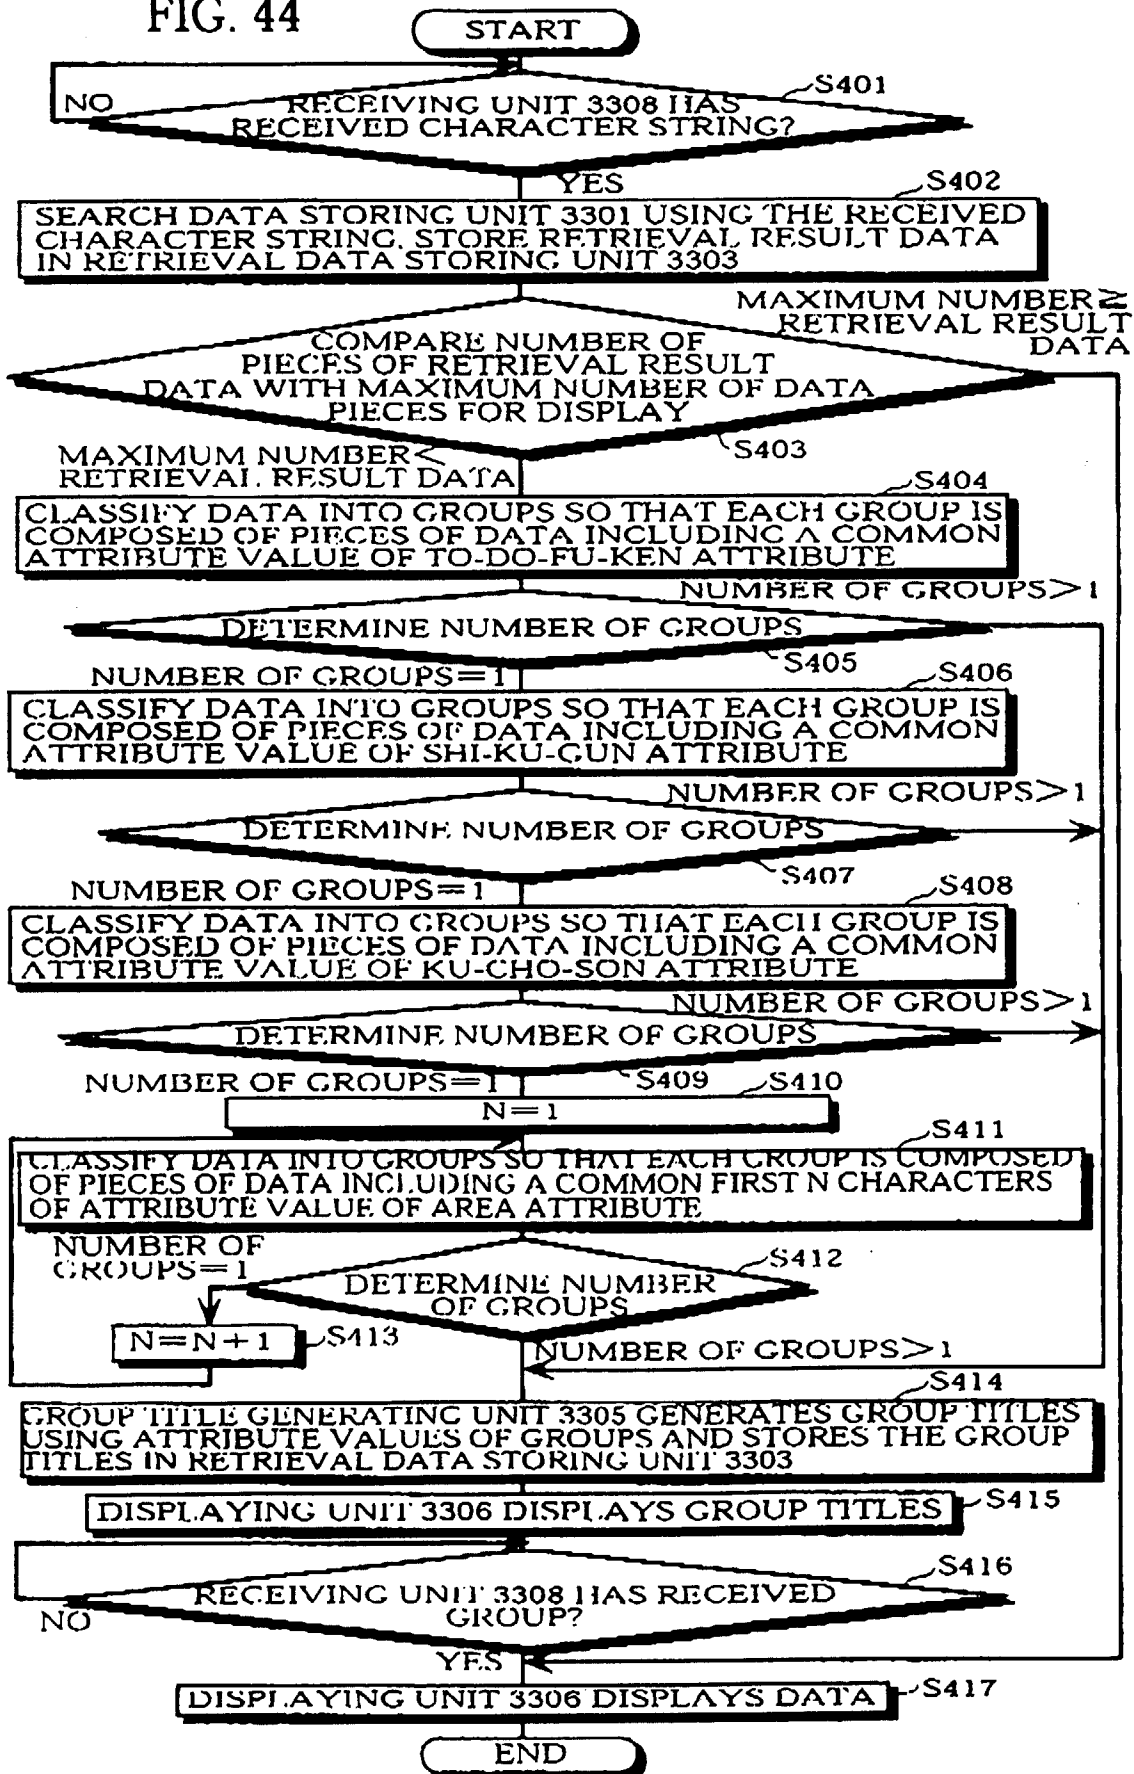 FIG. 44
START
S401
NO
RECEIVING UNIT 3308 HAS
RECEIVED CHARACTER STRING?
YES
S402
SEARCH DATA STORING UNIT 3301 USING THE RECEIVED
CHARACTER STRING. STORE RETRIEVAL RESULT DATA
IN RETRIEVAL DATA STORING UNIT 3303
MAXIMUM NUMBER≧
RETRIEVAL RESULT
DATA
COMPARE NUMBER OF
PIECES OF RETRIEVAL RESULT
DATA WITH MAXIMUM NUMBER OF DATA
PIECES FOR DISPLAY
S403
MAXIMUM NUMBER<
RETRIEVAL RESULT DATA
S404
CLASSIFY DATA INTO GROUPS SO THAT EACH GROUP IS
COMPOSED OF PIECES OF DATA INCLUDING A COMMON
ATTRIBUTE VALUE OF TO-DO-FU-KEN ATTRIBUTE
NUMBER OF GROUPS>1
DETERMINE NUMBER OF GROUPS
S405
NUMBER OF GROUPS=1
S406
CLASSIFY DATA INTO GROUPS SO THAT EACH GROUP IS
COMPOSED OF PIECES OF DATA INCLUDING A COMMON
ATTRIBUTE VALUE OF SHI-KU-GUN ATTRIBUTE
NUMBER OF GROUPS>1
DETERMINE NUMBER OF GROUPS
S407
NUMBER OF GROUPS=1
S408
CLASSIFY DATA INTO GROUPS SO THAT EACH GROUP IS
COMPOSED OF PIECES OF DATA INCLUDING A COMMON
ATTRIBUTE VALUE OF KU-CHO-SON ATTRIBUTE
NUMBER OF GROUPS>1
DETERMINE NUMBER OF GROUPS
S409
NUMBER OF GROUPS=1
S410
N=1
S411
CLASSIFY DATA INTO GROUPS SO THAT EACH GROUP IS COMPOSED
OF PIECES OF DATA INCLUDING A COMMON FIRST N CHARACTERS
OF ATTRIBUTE VALUE OF AREA ATTRIBUTE
NUMBER OF
GROUPS=1
S412
DETERMINE NUMBER
OF GROUPS
N=N+1
S413
NUMBER OF GROUPS>1
S414
GROUP TITLE GENERATING UNIT 3305 GENERATES GROUP TITLES
USING ATTRIBUTE VALUES OF GROUPS AND STORES THE GROUP
TITLES IN RETRIEVAL DATA STORING UNIT 3303
DISPLAYING UNIT 3306 DISPLAYS GROUP TITLES
S415
S416
RECEIVING UNIT 3308 HAS RECEIVED
GROUP?
NO
YES
DISPLAYING UNIT 3306 DISPLAYS DATA
S417
END